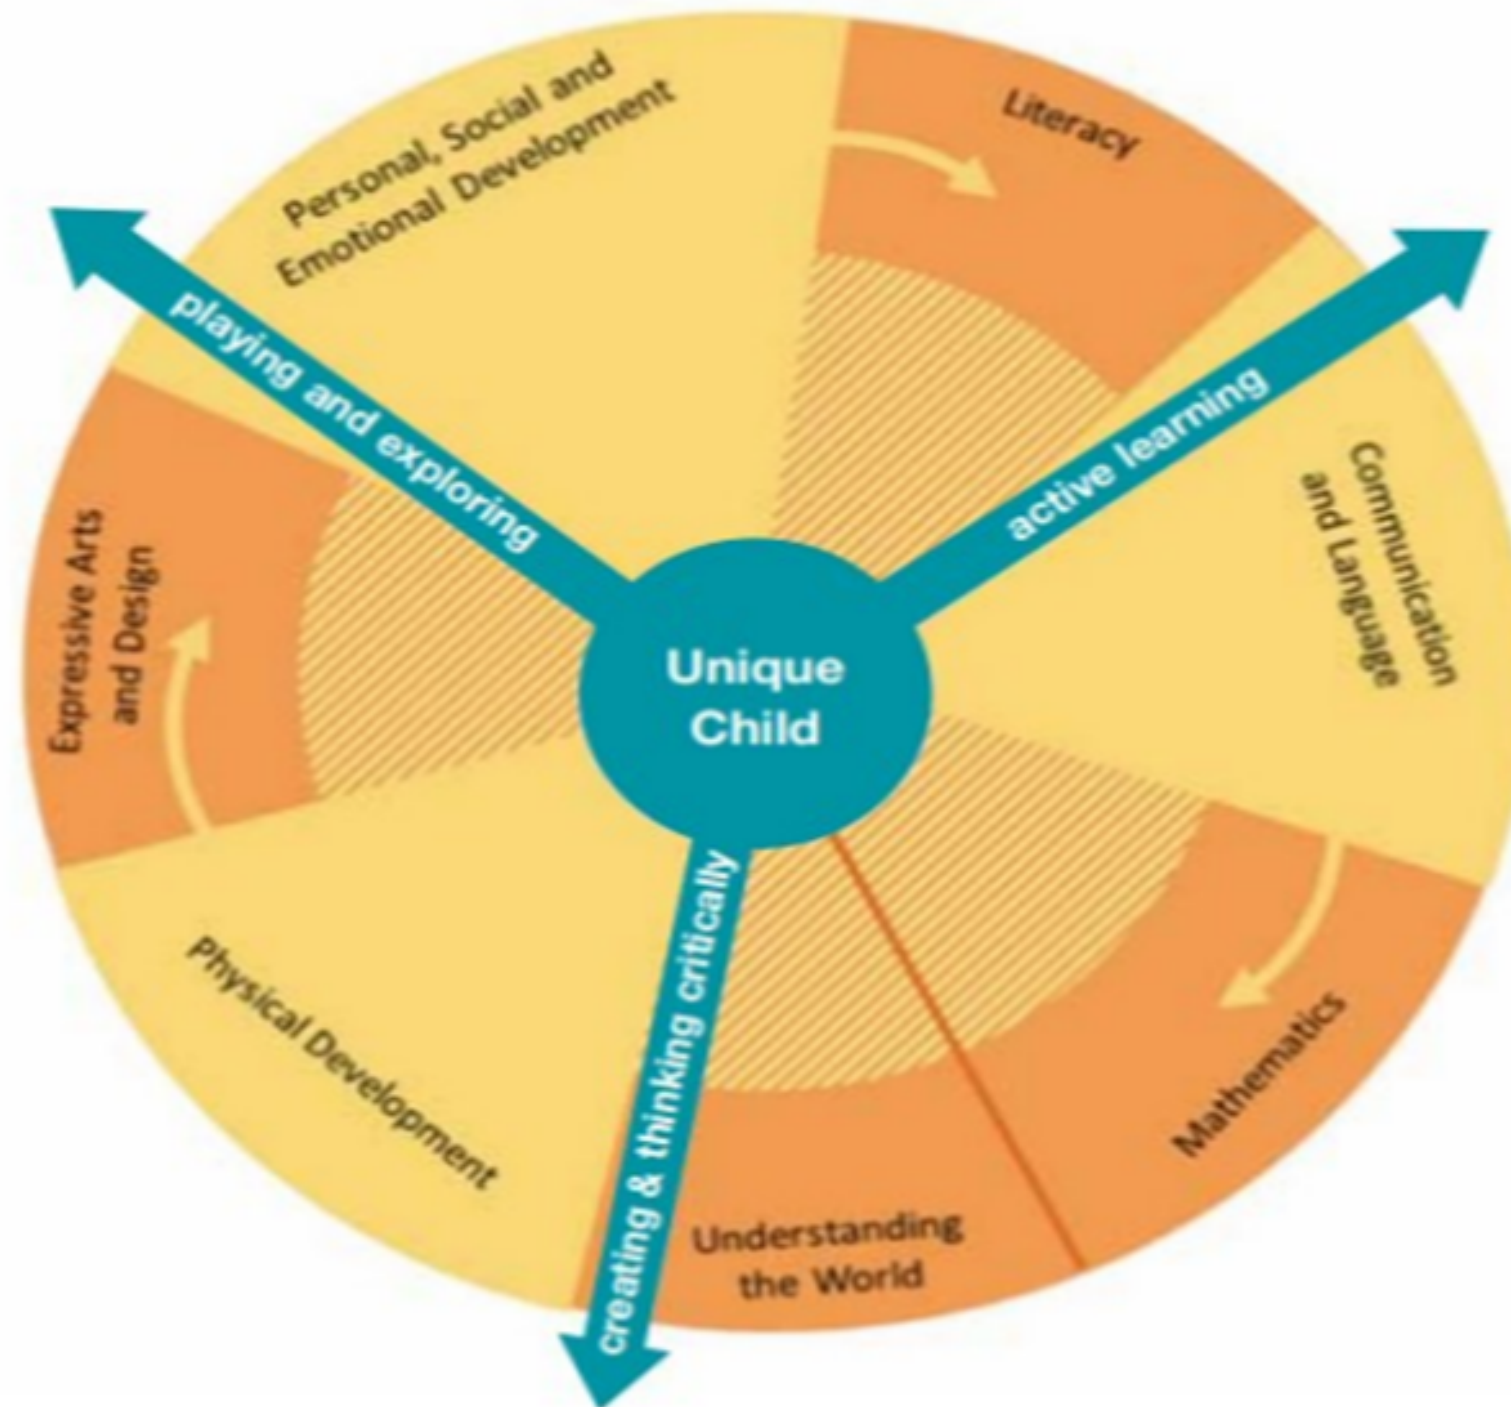 Personal, Social and
Emotional Development
Literacy
playing and exploring
active learning
Communication
and Language
Expressive Arts
and Design
Unique
Child
Physical Development
creating & thinking critically
Mathematics
Understanding
the World